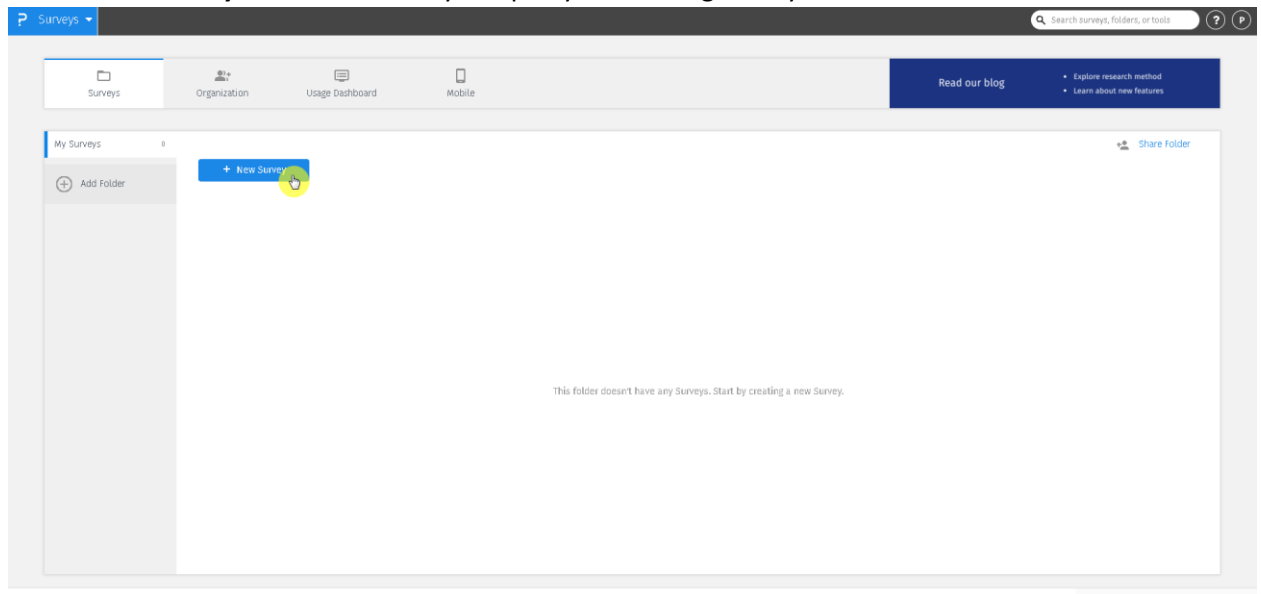 Surveys
Search surveys, folders, or tools
? P
Surveys
Organization
Usage Dashboard
Mobile
Read our blog
• Explore research method
• Learn about new features
My Surveys 0
Share Folder
+ New Survey
Add Folder
This folder doesn't have any Surveys. Start by creating a new Survey.